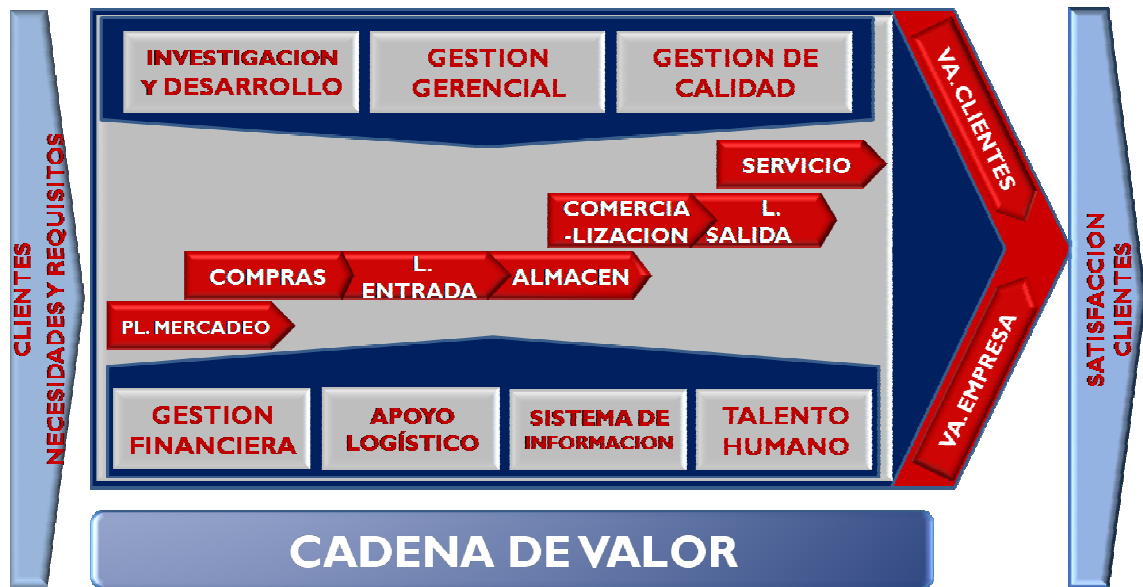 CLIENTES
NECESIDADES Y REQUISITOS
INVESTIGACION
Y DESARROLLO
GESTION
GERENCIAL
GESTION DE
CALIDAD
SERVICIO
COMERCIA
-LIZACION
L.
SALIDA
COMPRAS
L.
ENTRADA
ALMACEN
PL. MERCADEO
GESTION
FINANCIERA
APOYO
LOGÍSTICO
SISTEMA DE
INFORMACION
TALENTO
HUMANO
VA. CLIENTES
VA. EMPRESA
SATISFACCION
CLIENTES
CADENA DE VALOR